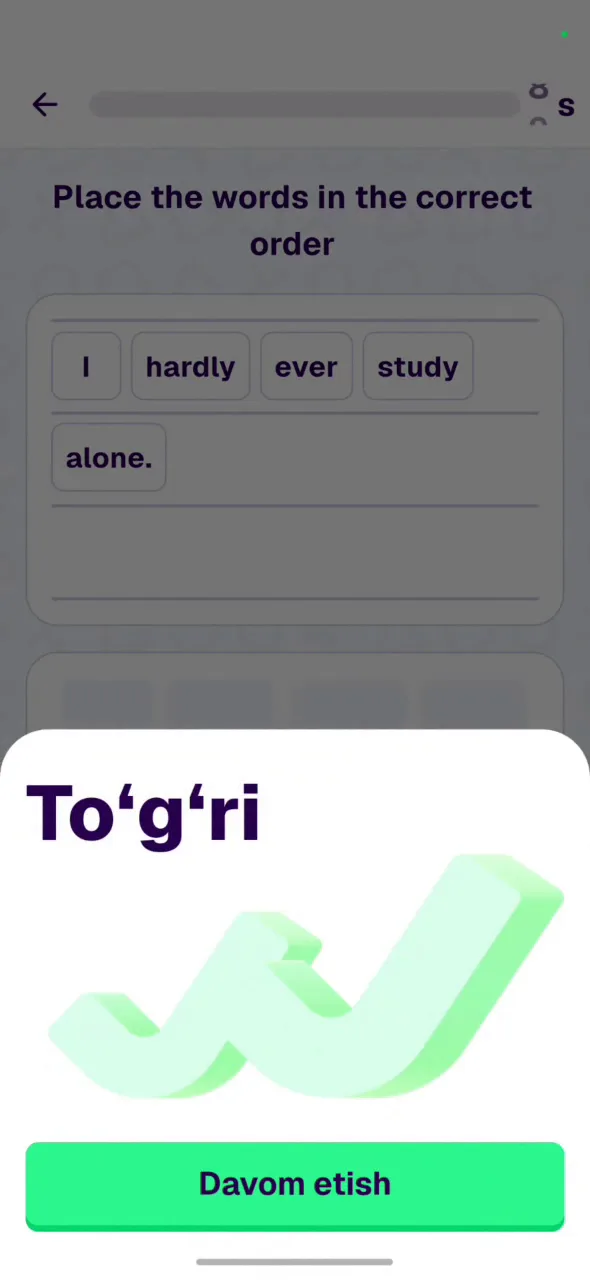 s
Place the words in the correct
order
I hardly ever study
alone.
To‘g‘ri
Davom etish